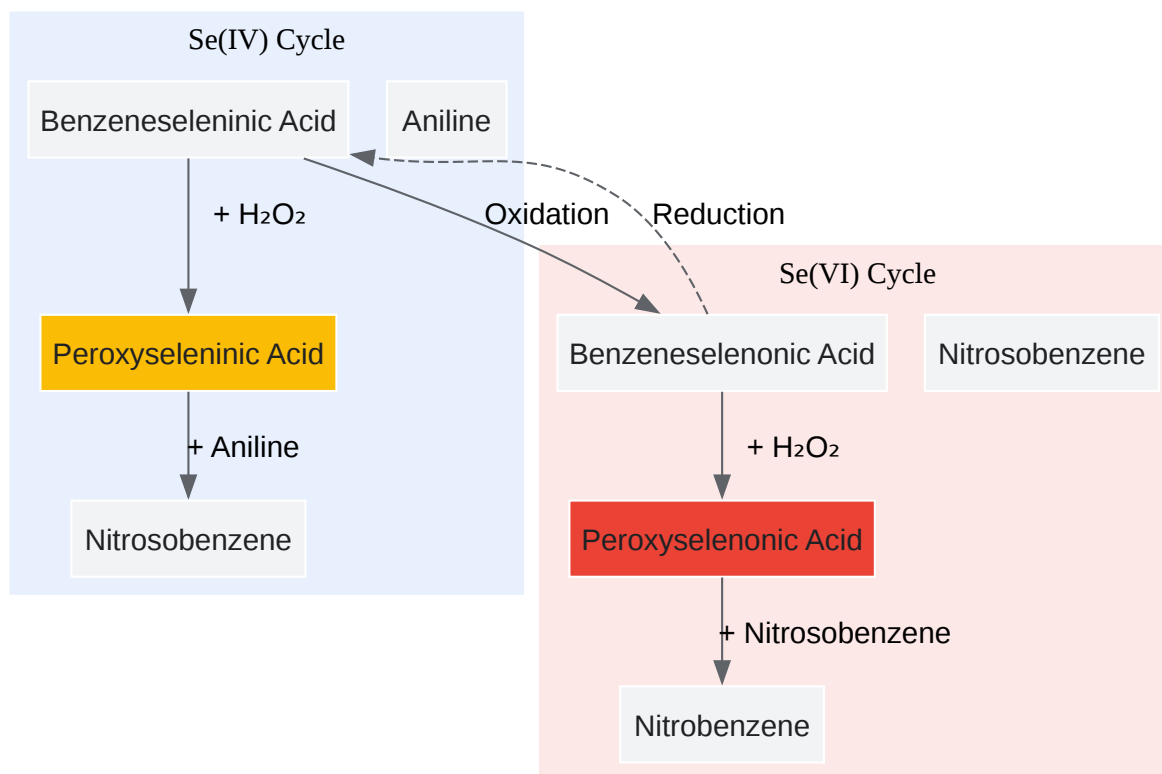 Se(IV) Cycle
Benzeneseleninic Acid
Aniline
+ H₂O₂
Oxidation
Reduction
Se(VI) Cycle
Peroxyseleninic Acid
Benzeneselenonic Acid
Nitrosobenzene
+ Aniline
+ H₂O₂
Nitrosobenzene
Peroxyselenonic Acid
+ Nitrosobenzene
Nitrobenzene